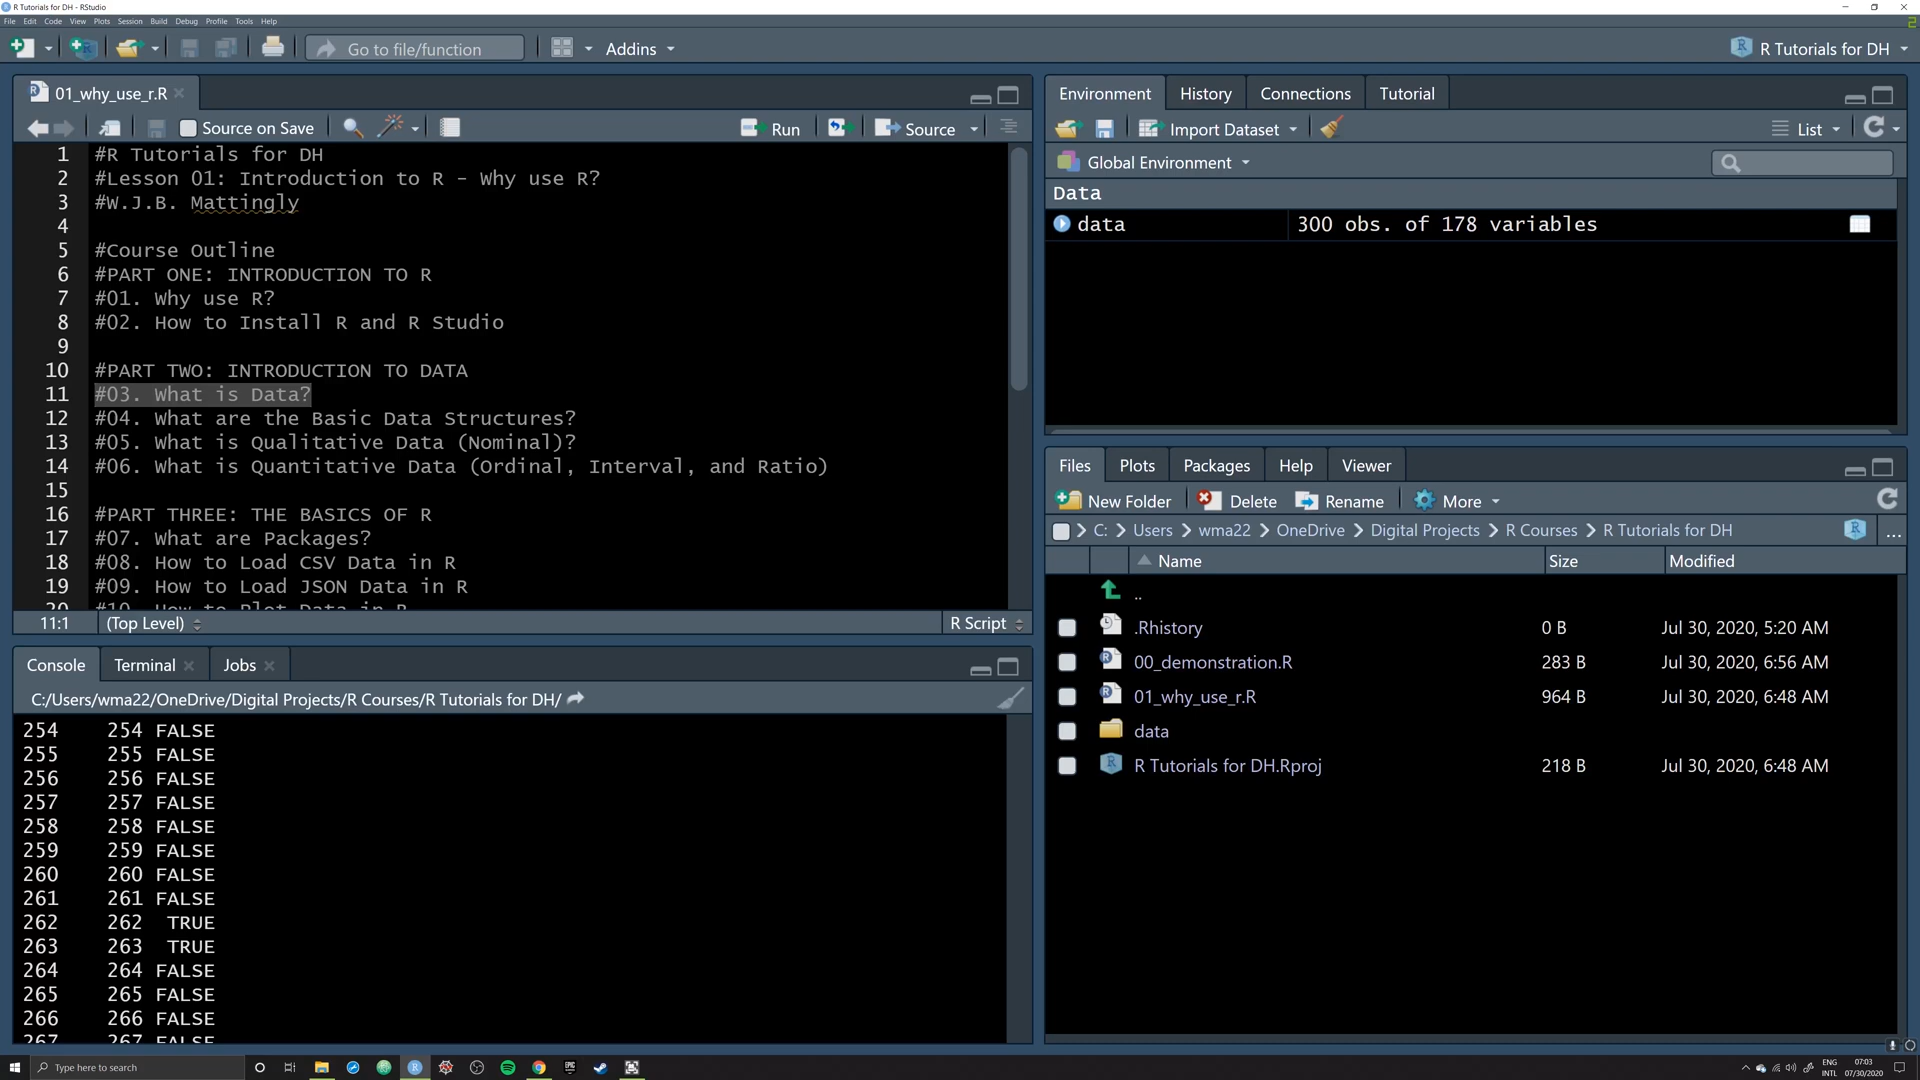 R Tutorials for DH - RStudio
File Edit Code View Plots Session Build Debug Profile Tools Help
Go to file/function
Addins
R Tutorials for DH
01_why_use_r.R
Source on Save
Run
Source
1 #R Tutorials for DH
2 #Lesson 01: Introduction to R - Why use R?
3 #W.J.B. Mattingly
4
5 #Course Outline
6 #PART ONE: INTRODUCTION TO R
7 #01. Why use R?
8 #02. How to Install R and R Studio
9
10 #PART TWO: INTRODUCTION TO DATA
11 #03. What is Data?
12 #04. What are the Basic Data Structures?
13 #05. What is Qualitative Data (Nominal)?
14 #06. What is Quantitative Data (Ordinal, Interval, and Ratio)
15
16 #PART THREE: THE BASICS OF R
17 #07. What are Packages?
18 #08. How to Load CSV Data in R
19 #09. How to Load JSON Data in R
20 #10. How to Plot Data in R
11:1 (Top Level) R Script
Console Terminal Jobs
C:/Users/wma22/OneDrive/Digital Projects/R Courses/R Tutorials for DH/
254 254 FALSE
255 255 FALSE
256 256 FALSE
257 257 FALSE
258 258 FALSE
259 259 FALSE
260 260 FALSE
261 261 FALSE
262 262 TRUE
263 263 TRUE
264 264 FALSE
265 265 FALSE
266 266 FALSE
267 267 FALSE
Environment History Connections Tutorial
Import Dataset List
Global Environment
Data
data 300 obs. of 178 variables
Files Plots Packages Help Viewer
New Folder Delete Rename More
C: Users wma22 OneDrive Digital Projects R Courses R Tutorials for DH ...
Name Size Modified
..
.Rhistory 0 B Jul 30, 2020, 5:20 AM
00_demonstration.R 283 B Jul 30, 2020, 6:56 AM
01_why_use_r.R 964 B Jul 30, 2020, 6:48 AM
data
R Tutorials for DH.Rproj 218 B Jul 30, 2020, 6:48 AM
Type here to search
EPIC
ENG 07:03
INTL 07/30/2020
2